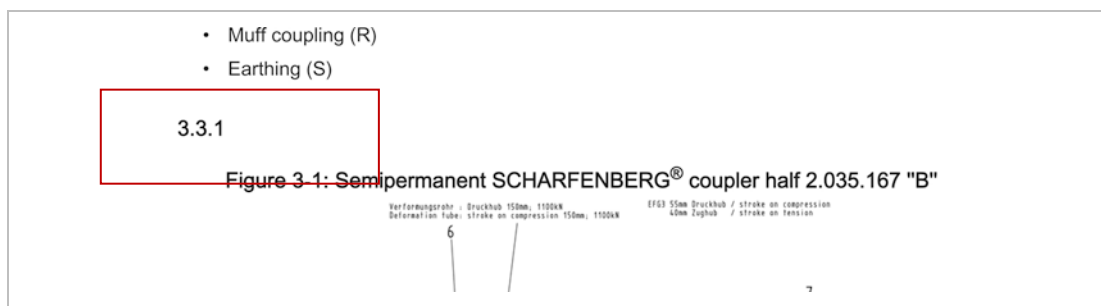 • Muff coupling (R)
• Earthing (S)
3.3.1
Figure 3-1: Semipermanent SCHARFENBERG® coupler half 2.035.167 "B"
Verformungsrohr : Druckhub 150mm; 1100kN
Deformation tube: stroke on compression 150mm; 1100kN
EFG3 55mm Druckhub / stroke on compression
40mm Zughub / stroke on tension
6
7